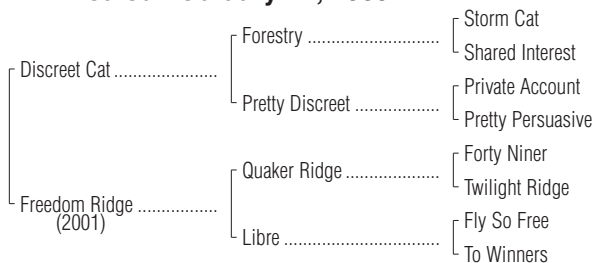 Storm Cat
Forestry
Shared Interest
Discreet Cat
Private Account
Pretty Discreet
Pretty Persuasive
Forty Niner
Quaker Ridge
Twilight Ridge
Freedom Ridge
(2001)
Fly So Free
Libre
To Winners